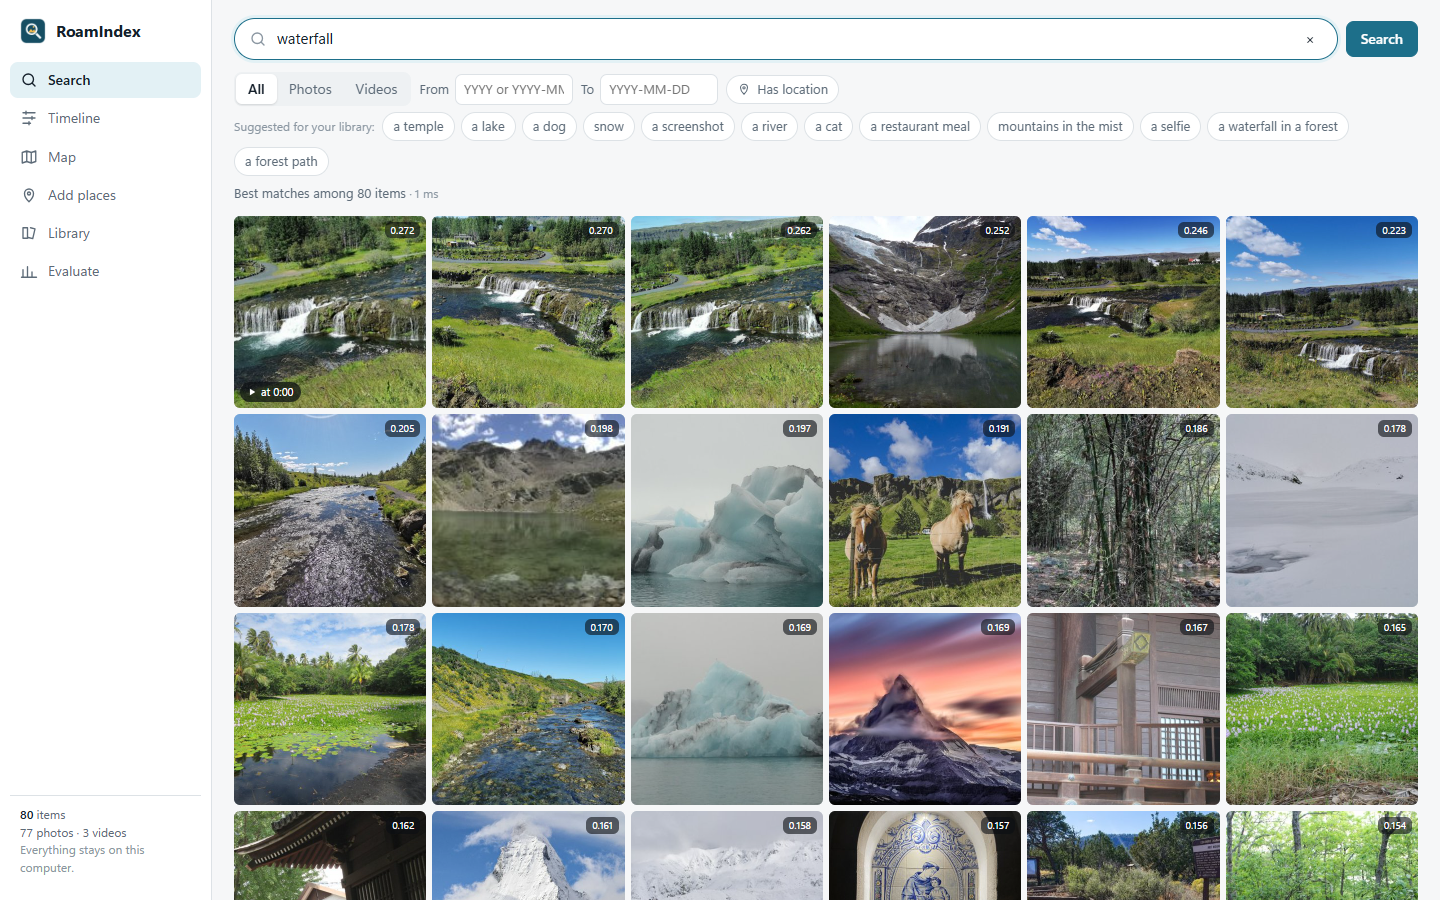 RoamIndex
Search
Timeline
Map
Add places
Library
Evaluate
80 items
77 photos · 3 videos
Everything stays on this
computer.
waterfall
×
Search
All Photos Videos From YYYY or YYYY-MM To YYYY-MM-DD Has location
Suggested for your library: a temple a lake a dog snow a screenshot a river a cat a restaurant meal mountains in the mist a selfie a waterfall in a forest
a forest path
Best matches among 80 items · 1 ms
0.272 0.270 0.262 0.252 0.246 0.223
at 0:00
0.205 0.198 0.197 0.191 0.186 0.178
0.178 0.170 0.169 0.169 0.167 0.165
0.162 0.161 0.158 0.157 0.156 0.154